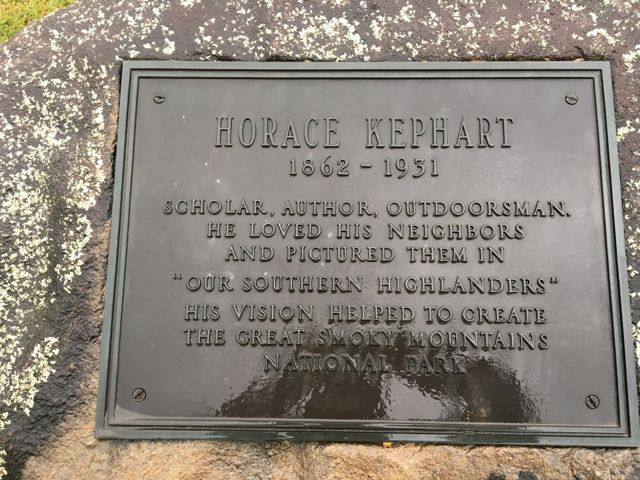 HORACE KEPHART
1862 - 1931
SCHOLAR, AUTHOR, OUTDOORSMAN.
HE LOVED HIS NEIGHBORS
AND PICTURED THEM IN
"OUR SOUTHERN HIGHLANDERS"
HIS VISION HELPED TO CREATE
THE GREAT SMOKY MOUNTAINS
NATIONAL PARK